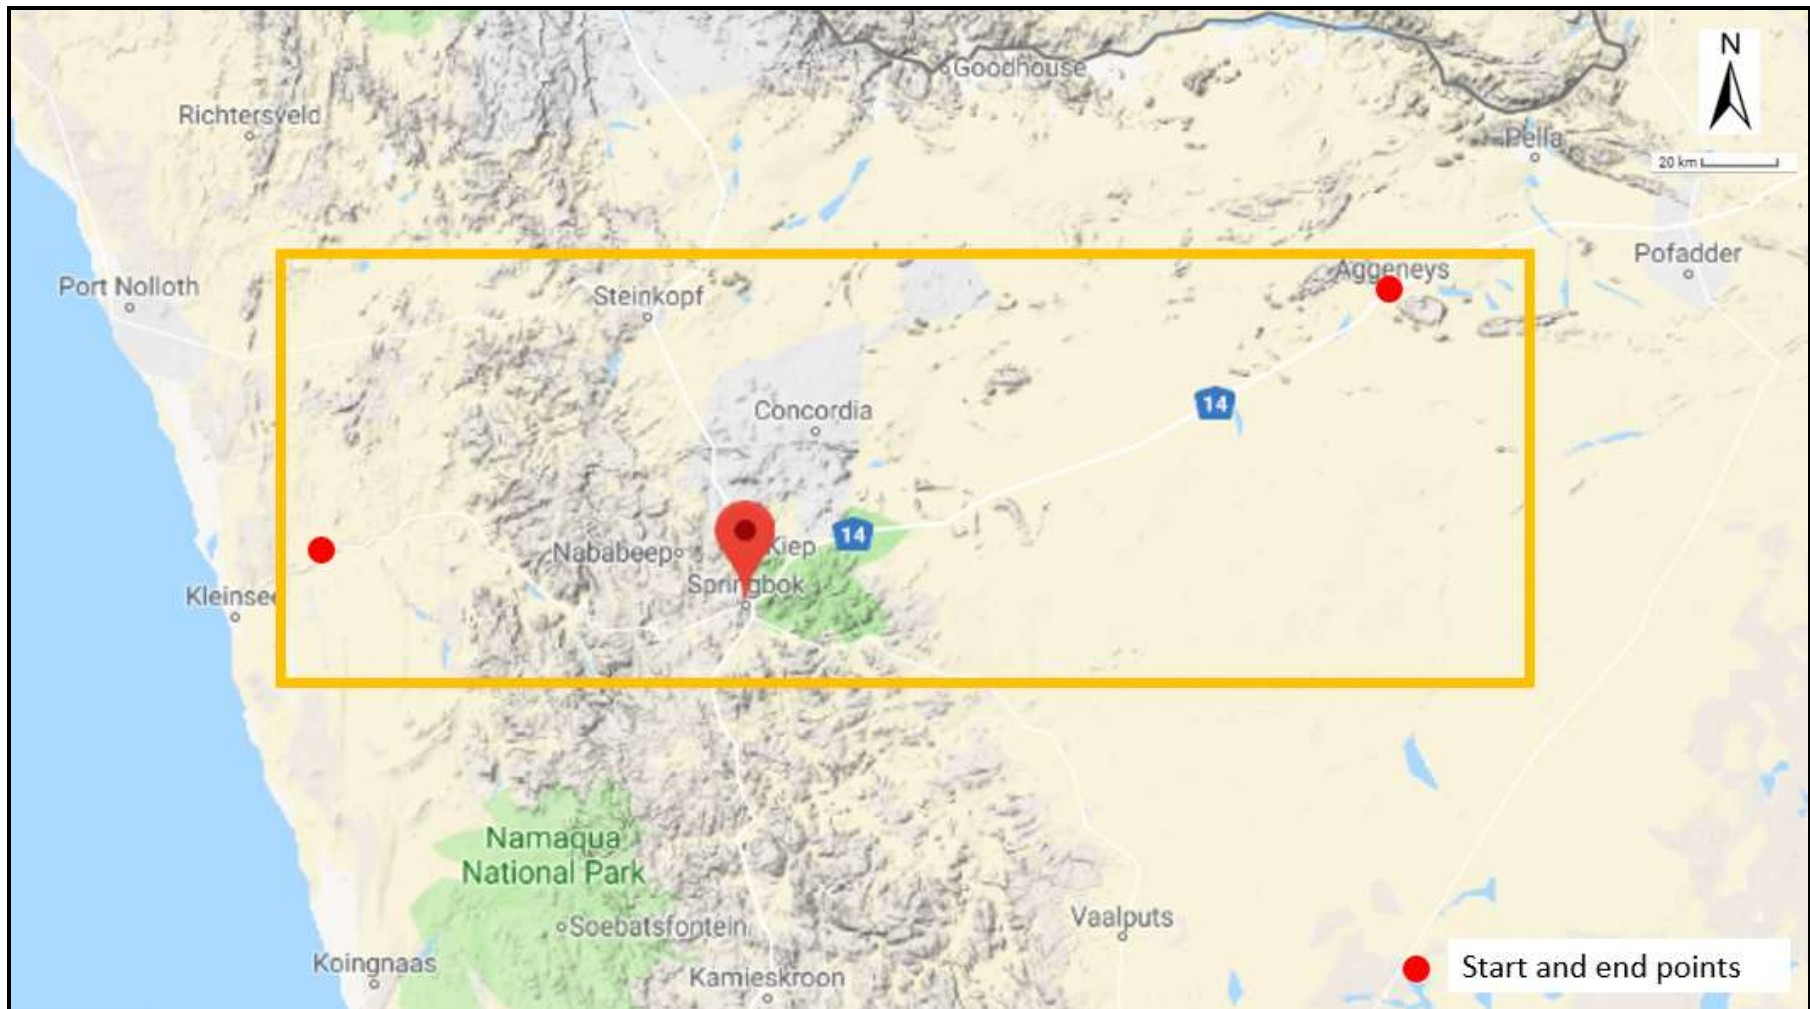 N
Goodhouse
Richtersveld
Pella
20 km
Port Nolloth
Steinkopf
Aggeneys
Pofadder
14
Concordia
14
Nababeep
Kiep
Springbok
Kleinsee
Namaqua
National Park
Soebatsfontein
Vaalputs
Koingnaas
Kamieskroon
Start and end points